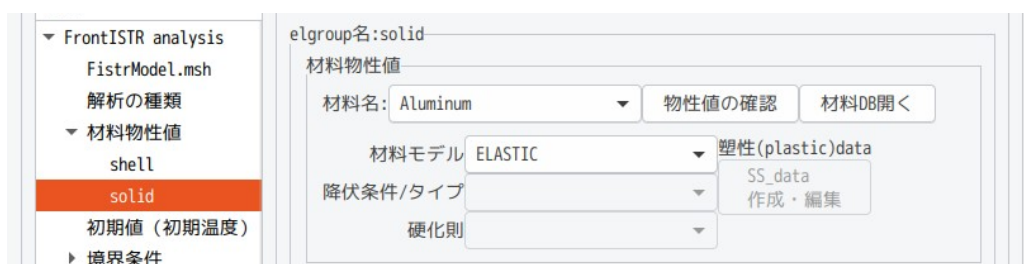 FrontISTR analysis
FistrModel.msh
解析の種類
材料物性値
shell
solid
初期値（初期温度）
境界条件
elgroup名:solid
材料物性値
材料名: Aluminum 物性値の確認 材料DB開く
材料モデル ELASTIC 塑性(plastic)data
降伏条件/タイプ SS_data
作成・編集
硬化則